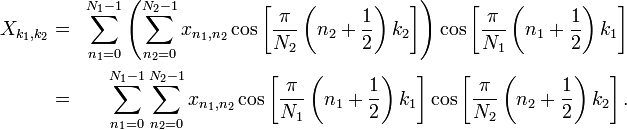 X_{k_1,k_2} = \sum_{n_1=0}^{N_1-1} \left( \sum_{n_2=0}^{N_2-1} x_{n_1,n_2} \cos\left[\frac{\pi}{N_2}\left(n_2+\frac{1}{2}\right)k_2\right]\right) \cos\left[\frac{\pi}{N_1}\left(n_1+\frac{1}{2}\right)k_1\right]
= \sum_{n_1=0}^{N_1-1} \sum_{n_2=0}^{N_2-1} x_{n_1,n_2} \cos\left[\frac{\pi}{N_1}\left(n_1+\frac{1}{2}\right)k_1\right] \cos\left[\frac{\pi}{N_2}\left(n_2+\frac{1}{2}\right)k_2\right].